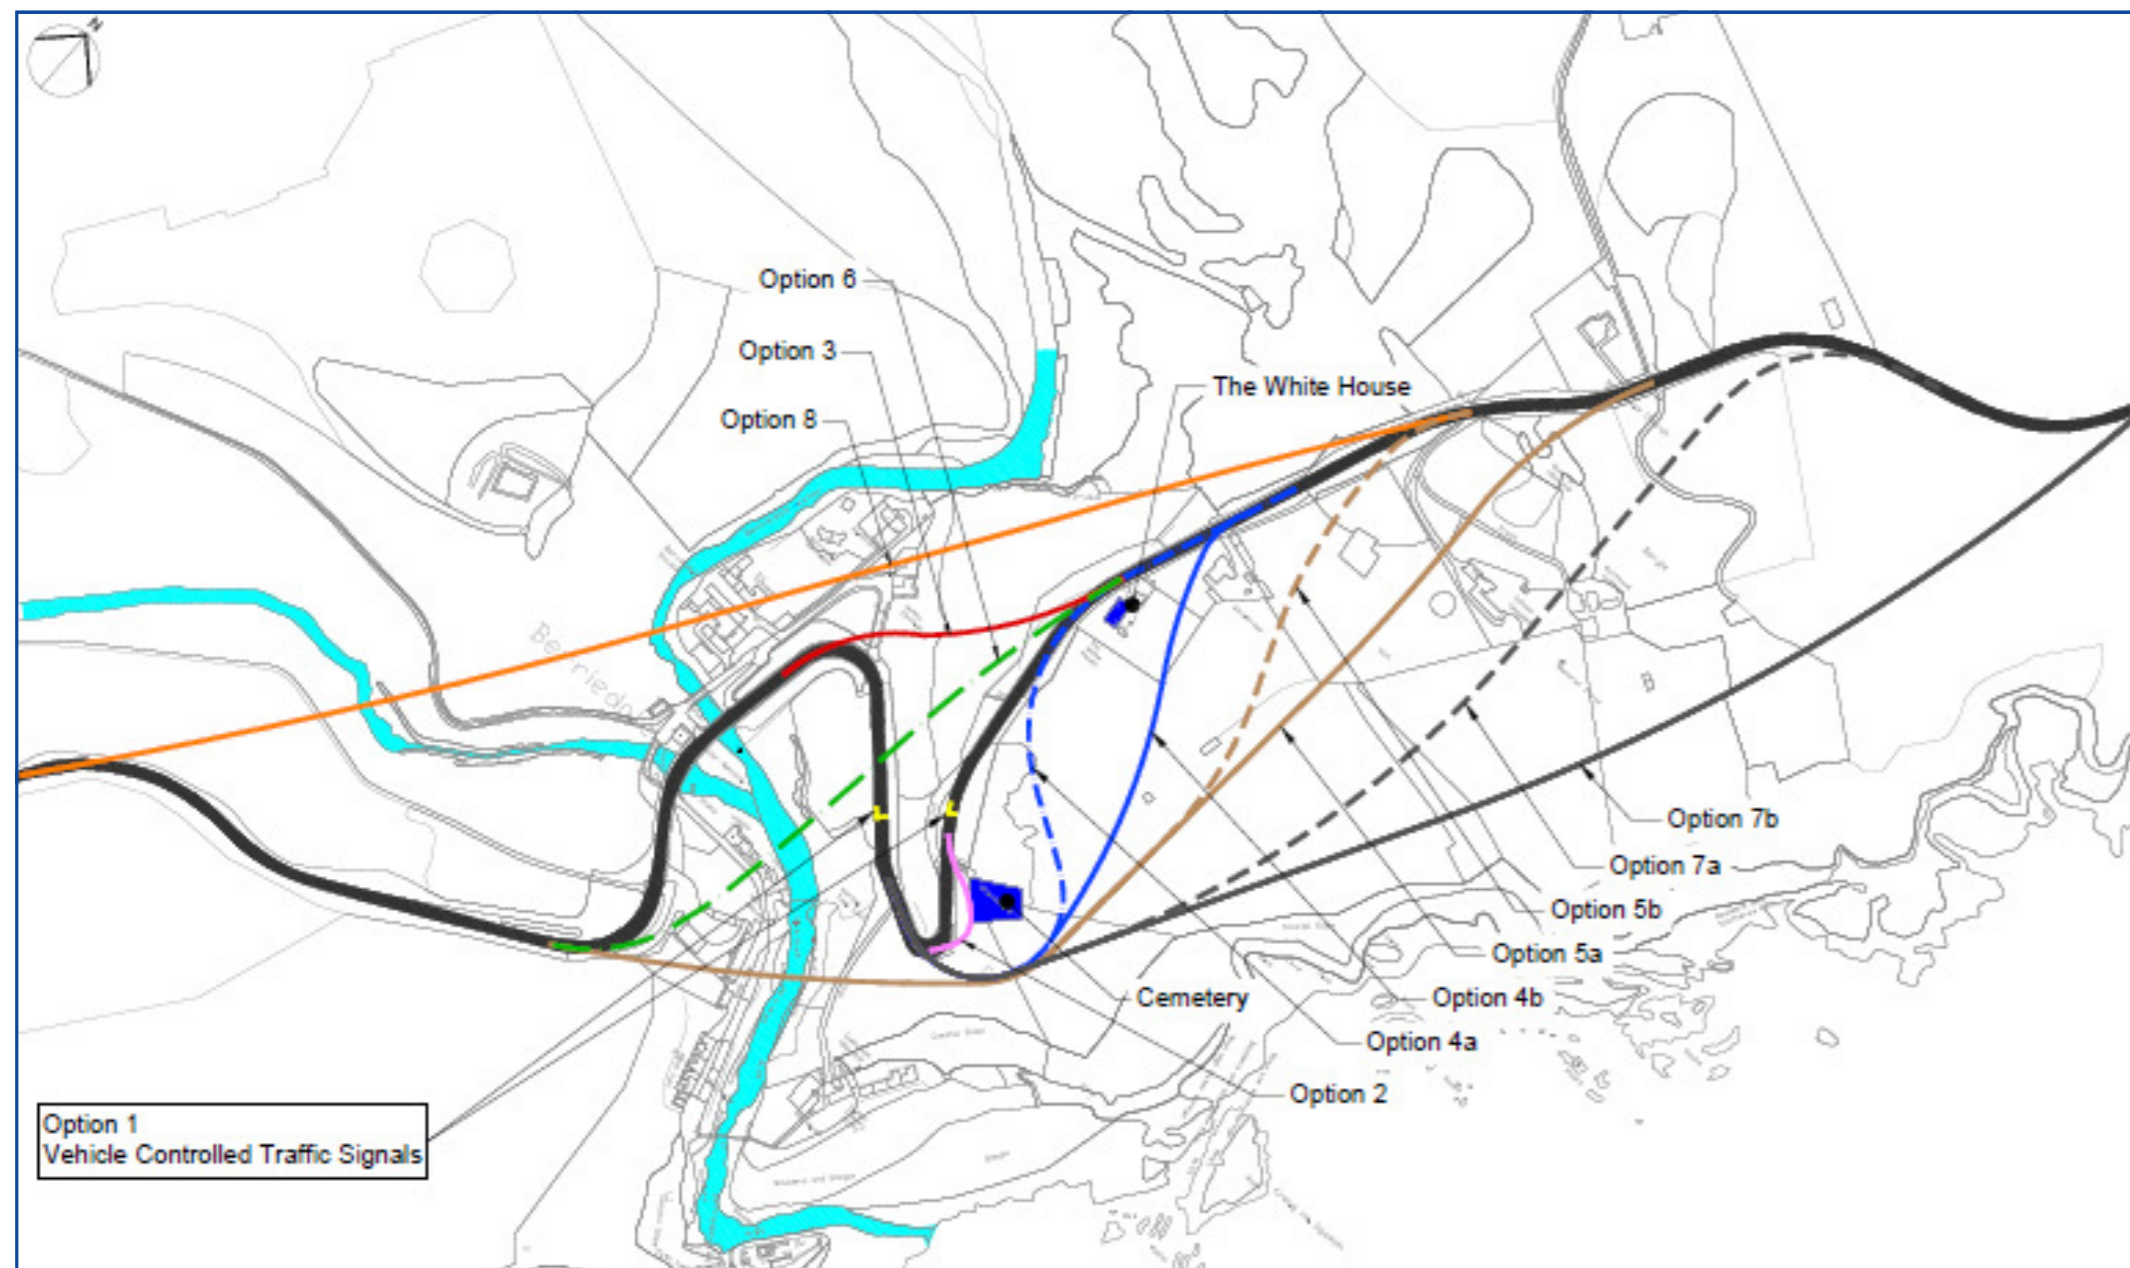 N
Option 6
Option 3
The White House
Option 8
Berriedale
Option 7b
Option 7a
Option 5b
Option 5a
Cemetery
Option 4b
Option 4a
Option 2
Option 1
Vehicle Controlled Traffic Signals